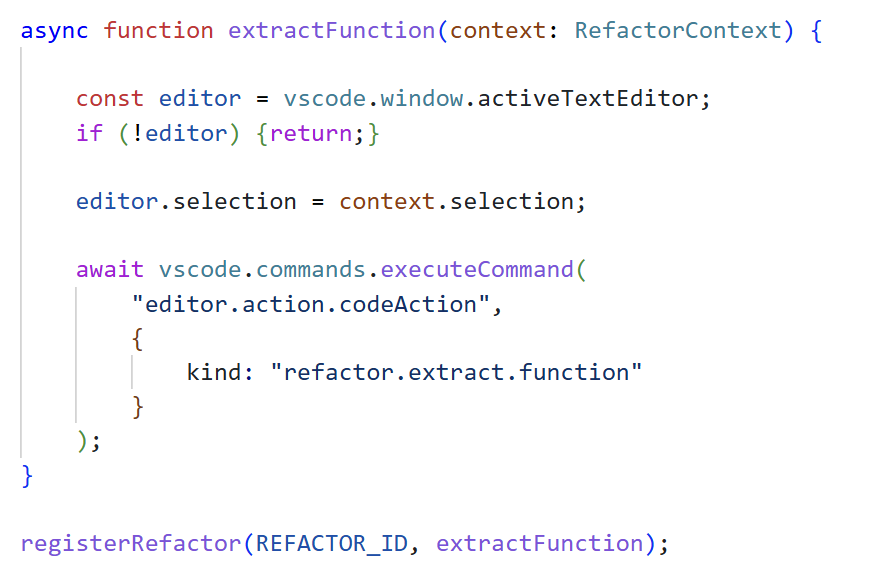 async function extractFunction(context: RefactorContext) {
const editor = vscode.window.activeTextEditor;
if (!editor) {return;}
editor.selection = context.selection;
await vscode.commands.executeCommand(
"editor.action.codeAction",
{
kind: "refactor.extract.function"
}
);
}
registerRefactor(REFACTOR_ID, extractFunction);